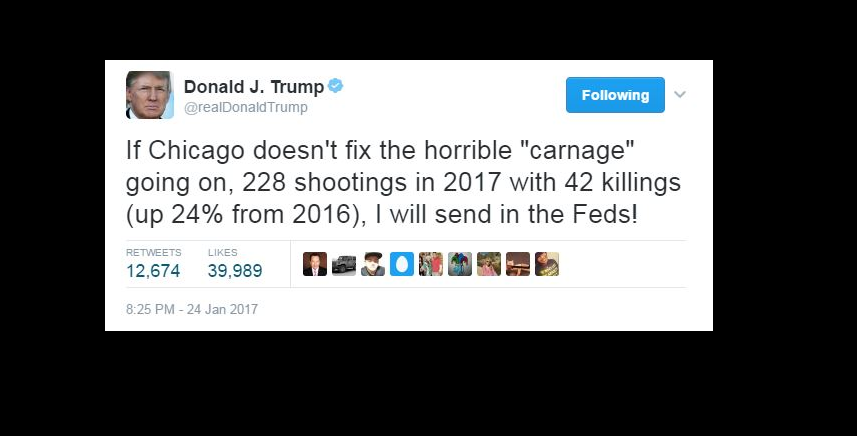 Donald J. Trump
@realDonaldTrump
Following
If Chicago doesn't fix the horrible "carnage"
going on, 228 shootings in 2017 with 42 killings
(up 24% from 2016), I will send in the Feds!
RETWEETS LIKES
12,674 39,989
8:25 PM - 24 Jan 2017